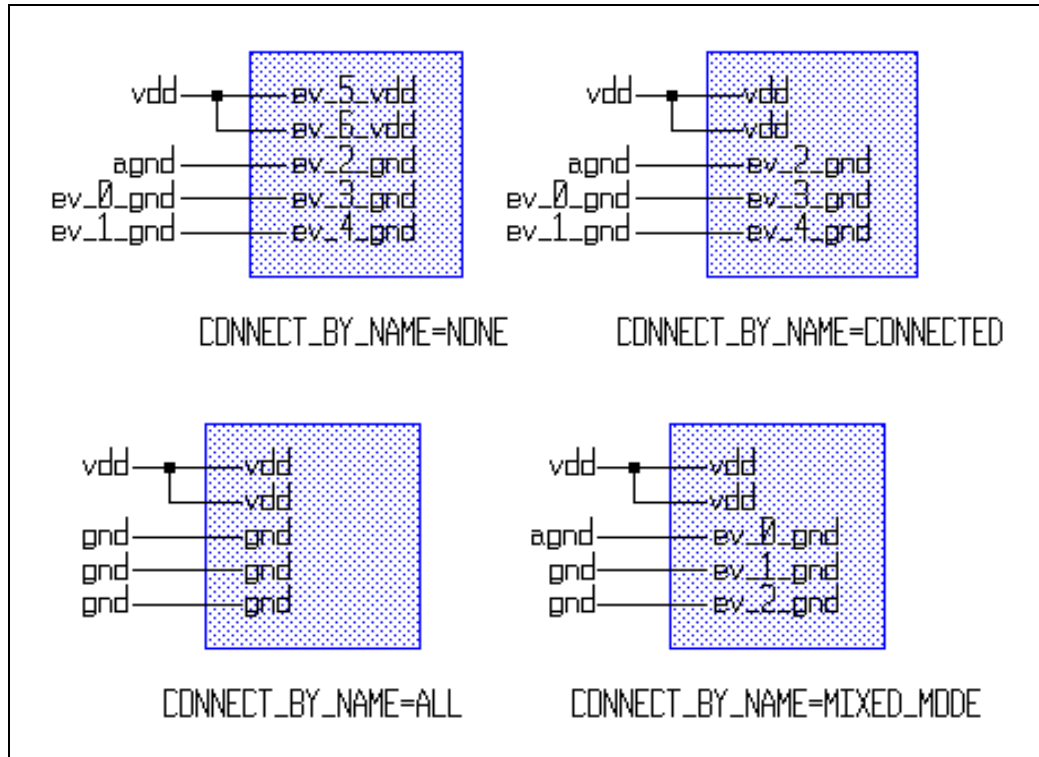 vdd ev_5_vdd
ev_6_vdd
agnd ev_2_gnd
ev_0_gnd ev_3_gnd
ev_1_gnd ev_4_gnd
CONNECT_BY_NAME=NONE
vdd vdd
vdd
agnd ev_2_gnd
ev_0_gnd ev_3_gnd
ev_1_gnd ev_4_gnd
CONNECT_BY_NAME=CONNECTED
vdd vdd
vdd
gnd gnd
gnd gnd
gnd gnd
CONNECT_BY_NAME=ALL
vdd vdd
vdd
agnd ev_0_gnd
gnd ev_1_gnd
gnd ev_2_gnd
CONNECT_BY_NAME=MIXED_MODE